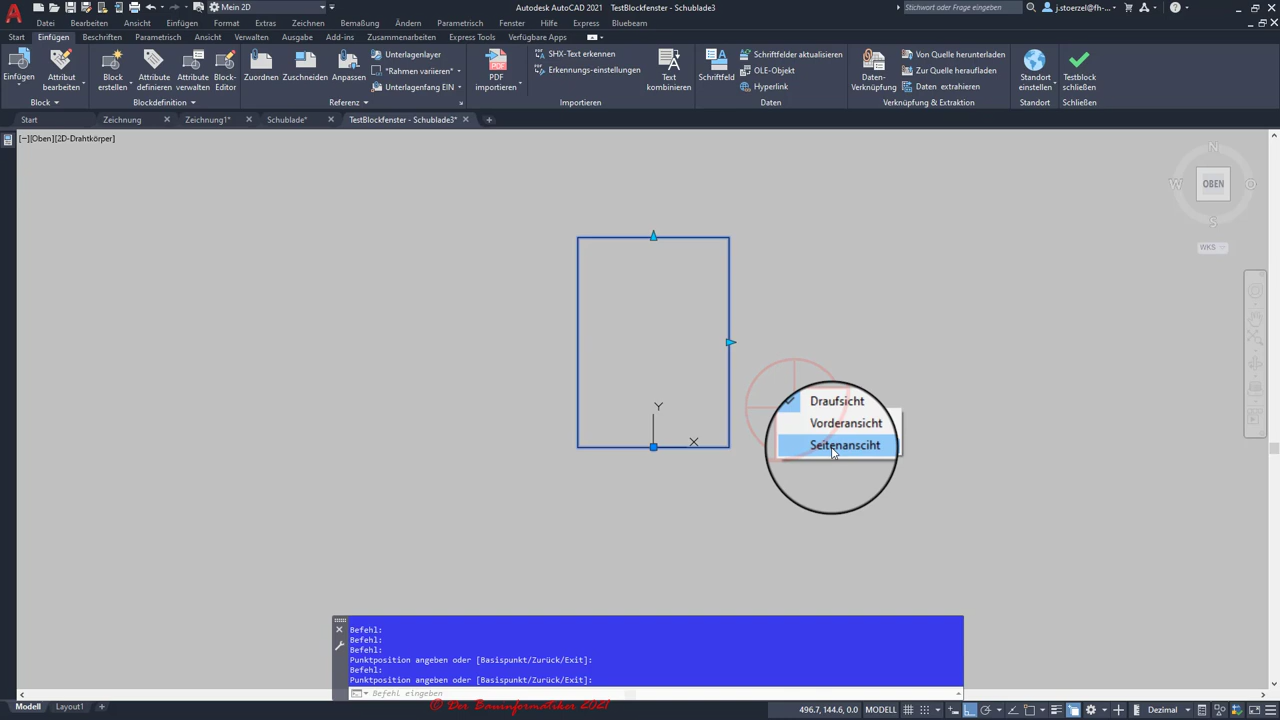 Mein 2D
Autodesk AutoCAD 2021 TestBlockfenster - Schublade3*
Stichwort oder Frage eingeben
j.stoerzel@fh-...
Datei Bearbeiten Ansicht Einfügen Format Extras Zeichnen Bemaßung Ändern Parametrisch Fenster Hilfe Express Bluebeam
Start Einfügen Beschriften Parametrisch Ansicht Verwalten Ausgabe Add-ins Zusammenarbeiten Express Tools Verfügbare Apps
Einfügen
Attribut bearbeiten
Block erstellen
Attribute definieren
Attribute verwalten
Block-Editor
Zuordnen
Zuschneiden
Anpassen
Unterlagenlayer
*Rahmen variieren*
Unterlagenfang EIN
PDF importieren
SHX-Text erkennen
Erkennungs-einstellungen
Text kombinieren
Schriftfeld
Schriftfelder aktualisieren
OLE-Objekt
Hyperlink
Daten-Verknüpfung
Von Quelle herunterladen
Zur Quelle heraufladen
Daten extrahieren
Standort einstellen
Testblock schließen
Block Blockdefinition Referenz Importieren Daten Verknüpfung & Extraktion Standort Schließen
Start Zeichnung Zeichnung1* Schublade* TestBlockfenster - Schublade3*
[−][Oben][2D-Drahtkörper]
N
W OBEN O
S
WKS
Draufsicht
Vorderansicht
Seitenansciht
Y
X
Befehl:
Befehl:
Befehl:
Punktposition angeben oder [Basispunkt/Zurück/Exit]:
Befehl:
Punktposition angeben oder [Basispunkt/Zurück/Exit]:
Befehl eingeben
© Der Bauinformatiker 2021
Modell Layout1 +
496.7, 144.6, 0.0 MODELL
Dezimal